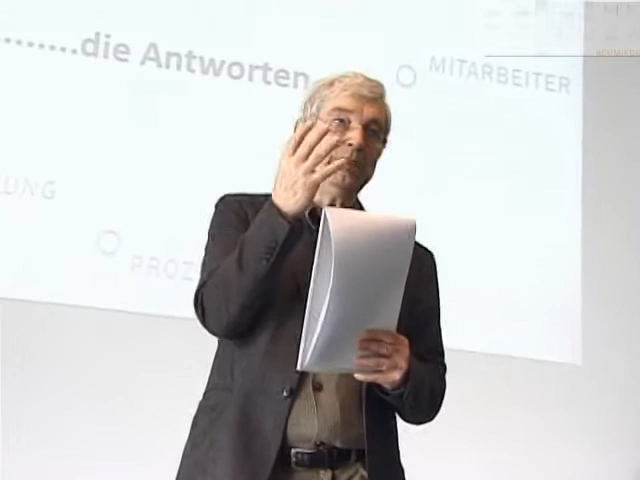 ........die Antworten
MITARBEITER
UNG
PROZ